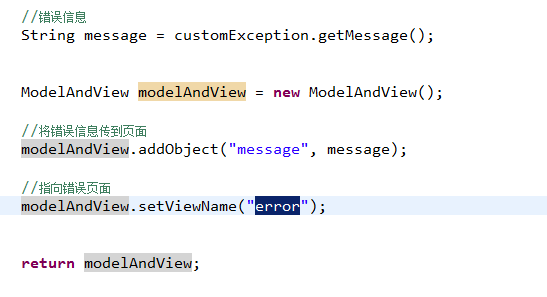 //错误信息
String message = customException.getMessage();
ModelAndView modelAndView = new ModelAndView();
//将错误信息传到页面
modelAndView.addObject("message", message);
//指向错误页面
modelAndView.setViewName("error");
return modelAndView;